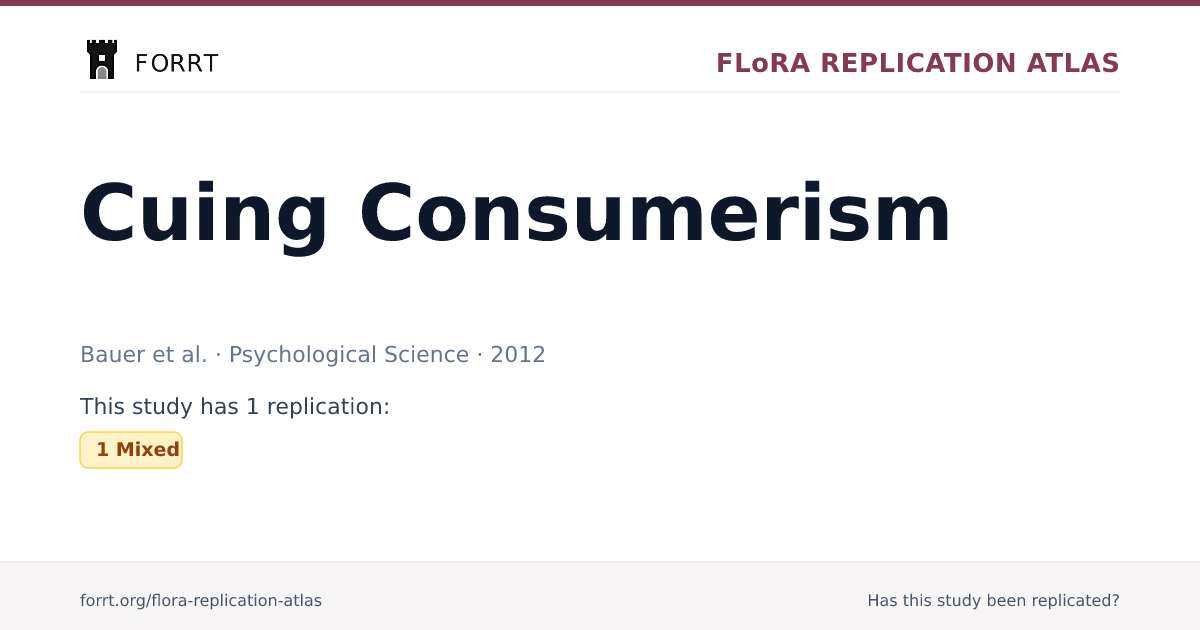 FORRT
FLoRA REPLICATION ATLAS
Cuing Consumerism
Bauer et al. · Psychological Science · 2012
This study has 1 replication:
1 Mixed
forrt.org/flora-replication-atlas
Has this study been replicated?